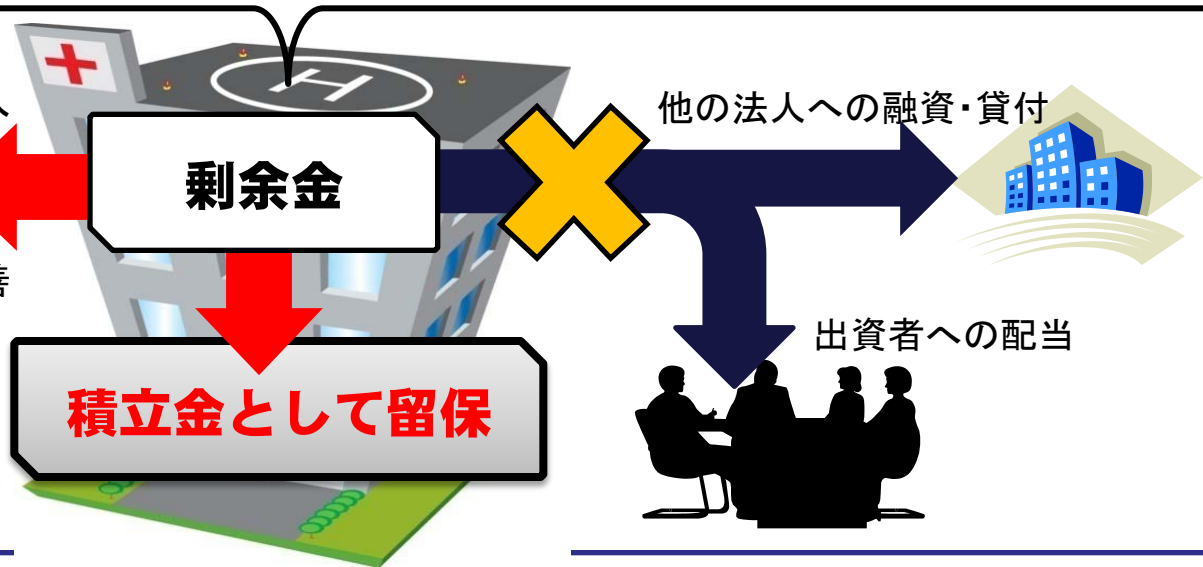 他の法人への融資・貸付
剰余金
善
出資者への配当
積立金として留保
H